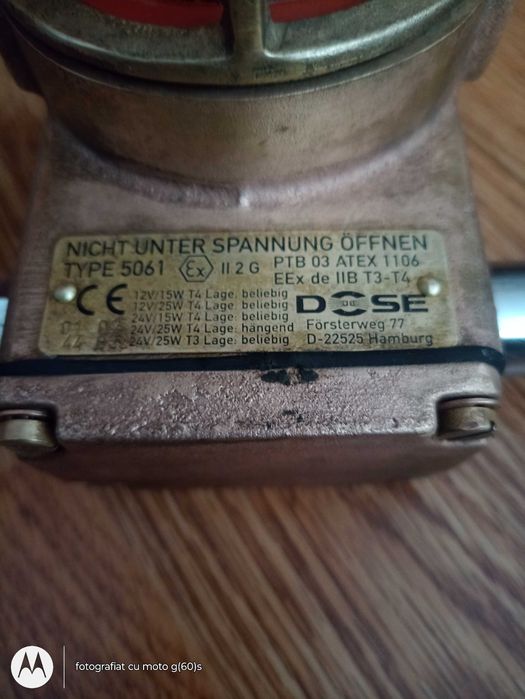 NICHT UNTER SPANNUNG ÖFFNEN
TYPE 5061 Ex II 2 G PTB 03 ATEX 1106
EEx de IIB T3-T4
CE
12V/15W T4 Lage: beliebig
12V/25W T4 Lage: beliebig
24V/15W T4 Lage: beliebig
24V/25W T4 Lage: hängend
24V/25W T3 Lage: beliebig
DOSE
Försterweg 77
D-22525 Hamburg
fotografiat cu moto g(60)s